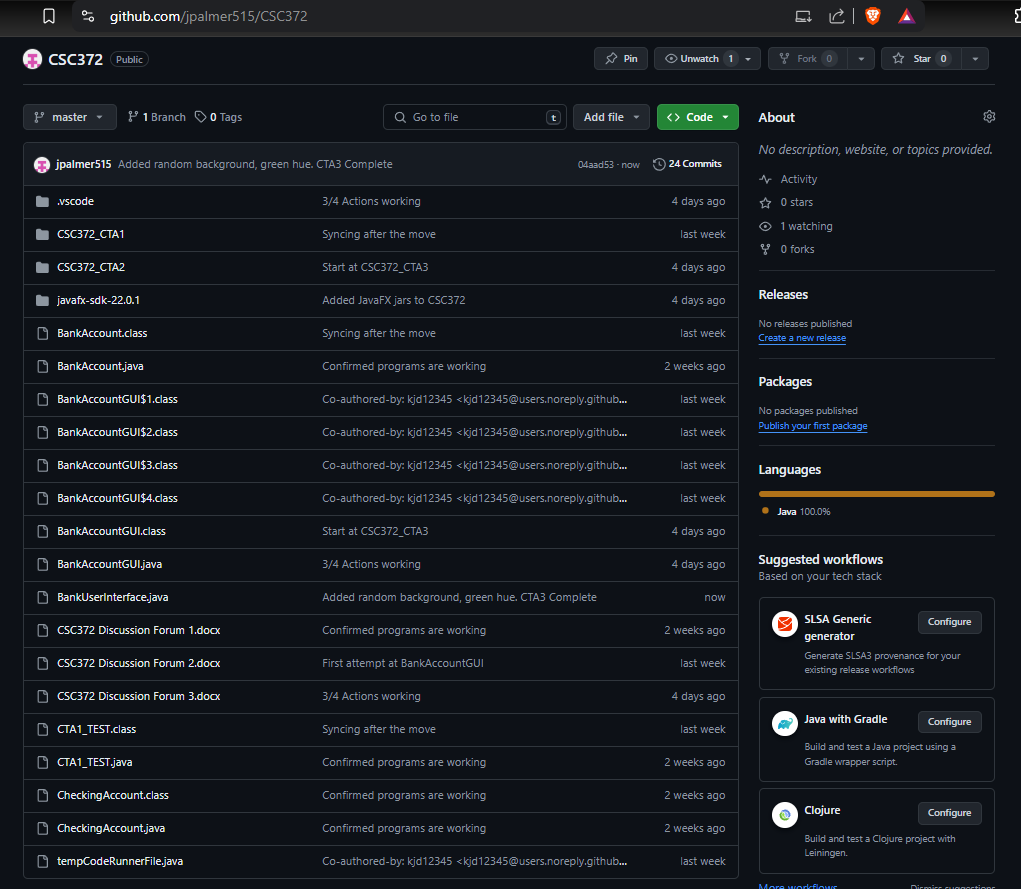 github.com/jpalmer515/CSC372
CSC372 Public
Pin
Unwatch 1
Fork 0
Star 0
master
1 Branch
0 Tags
Go to file t
Add file
<> Code
jpalmer515 Added random background, green hue. CTA3 Complete 04aad53 · now 24 Commits
.vscode 3/4 Actions working 4 days ago
CSC372_CTA1 Syncing after the move last week
CSC372_CTA2 Start at CSC372_CTA3 4 days ago
javafx-sdk-22.0.1 Added JavaFX jars to CSC372 4 days ago
BankAccount.class Syncing after the move last week
BankAccount.java Confirmed programs are working 2 weeks ago
BankAccountGUI$1.class Co-authored-by: kjd12345 <kjd12345@users.noreply.github... last week
BankAccountGUI$2.class Co-authored-by: kjd12345 <kjd12345@users.noreply.github... last week
BankAccountGUI$3.class Co-authored-by: kjd12345 <kjd12345@users.noreply.github... last week
BankAccountGUI$4.class Co-authored-by: kjd12345 <kjd12345@users.noreply.github... last week
BankAccountGUI.class Start at CSC372_CTA3 4 days ago
BankAccountGUI.java 3/4 Actions working 4 days ago
BankUserInterface.java Added random background, green hue. CTA3 Complete now
CSC372 Discussion Forum 1.docx Confirmed programs are working 2 weeks ago
CSC372 Discussion Forum 2.docx First attempt at BankAccountGUI last week
CSC372 Discussion Forum 3.docx 3/4 Actions working 4 days ago
CTA1_TEST.class Syncing after the move last week
CTA1_TEST.java Confirmed programs are working 2 weeks ago
CheckingAccount.class Confirmed programs are working 2 weeks ago
CheckingAccount.java Confirmed programs are working 2 weeks ago
tempCodeRunnerFile.java Co-authored-by: kjd12345 <kjd12345@users.noreply.github... last week
About
No description, website, or topics provided.
Activity
0 stars
1 watching
0 forks
Releases
No releases published
Create a new release
Packages
No packages published
Publish your first package
Languages
Java 100.0%
Suggested workflows
Based on your tech stack
SLSA Generic
generator
Configure
Generate SLSA3 provenance for your
existing release workflows
Java with Gradle
Configure
Build and test a Java project using a
Gradle wrapper script.
Clojure
Configure
Build and test a Clojure project with
Leiningen.
More workflows
Dismiss suggestions